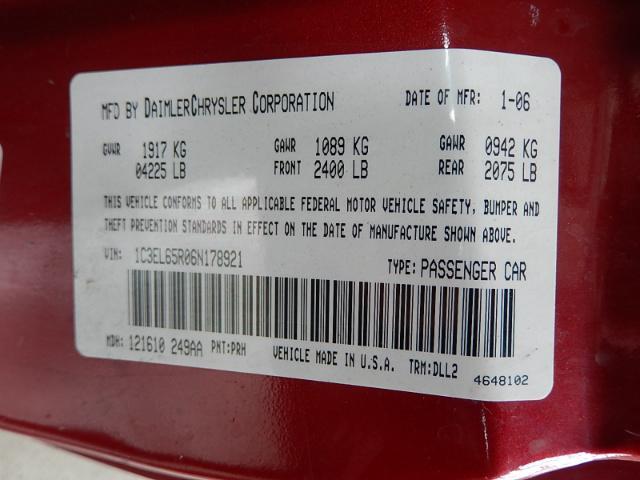 MFD BY DAIMLERCHRYSLER CORPORATION DATE OF MFR: 1-06
GVWR 1917 KG GAWR 1089 KG GAWR 0942 KG
04225 LB FRONT 2400 LB REAR 2075 LB
THIS VEHICLE CONFORMS TO ALL APPLICABLE FEDERAL MOTOR VEHICLE SAFETY, BUMPER AND
THEFT PREVENTION STANDARDS IN EFFECT ON THE DATE OF MANUFACTURE SHOWN ABOVE.
VIN: 1C3EL65R06N178921 TYPE: PASSENGER CAR
MDH: 121610 249AA PNT: PRH VEHICLE MADE IN U.S.A. TRM: DLL2
4648102